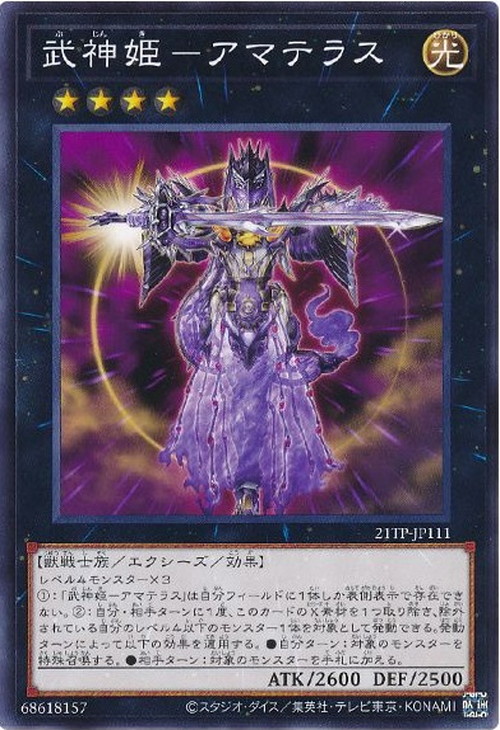 武神姫－アマテラス
光
21TP-JP111
【獣戦士族／エクシーズ／効果】
レベル4モンスター×3
①：「武神姫－アマテラス」は自分フィールドに1体しか表側表示で存在でき
ない。②：自分・相手ターンに1度、このカードのX素材を1つ取り除き、除外
されている自分のレベル4以下のモンスター1体を対象として発動できる。発動
ターンによって以下の効果を適用する。●自分ターン：対象のモンスターを
特殊召喚する。●相手ターン：対象のモンスターを手札に加える。
ATK/2600 DEF/2500
68618157
©スタジオ・ダイス／集英社・テレビ東京・KONAMI